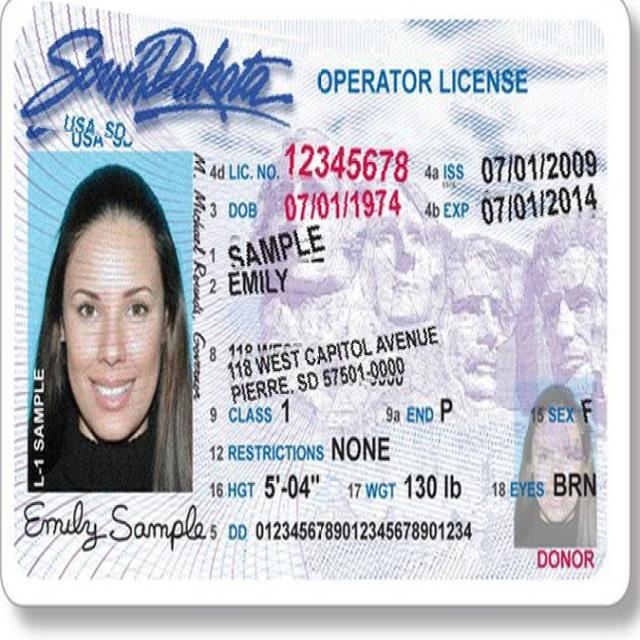 South Dakota
OPERATOR LICENSE
USA SD
USA SD
4d LIC. NO. 12345678 4a ISS 07/01/2009
3 DOB 07/01/1974 4b EXP 07/01/2014
1 SAMPLE
2 EMILY
8 118 WEST
118 WEST CAPITOL AVENUE
PIERRE, SD 57501-0000
9 CLASS 1 9a END P 15 SEX F
12 RESTRICTIONS NONE
16 HGT 5'-04" 17 WGT 130 lb 18 EYES BRN
5 DD 0123456789012345678901234
DONOR
L-1 SAMPLE
Emily Sample
M. Michael Rounds, Governor